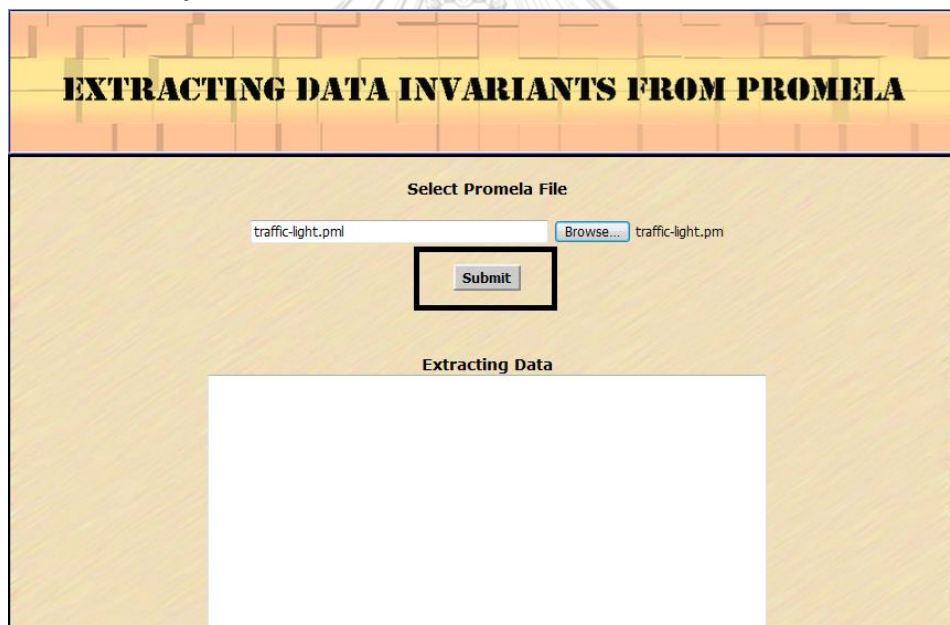 EXTRACTING DATA INVARIANTS FROM PROMELA
Select Promela File
traffic-light.pml Browse... traffic-light.pm
Submit
Extracting Data